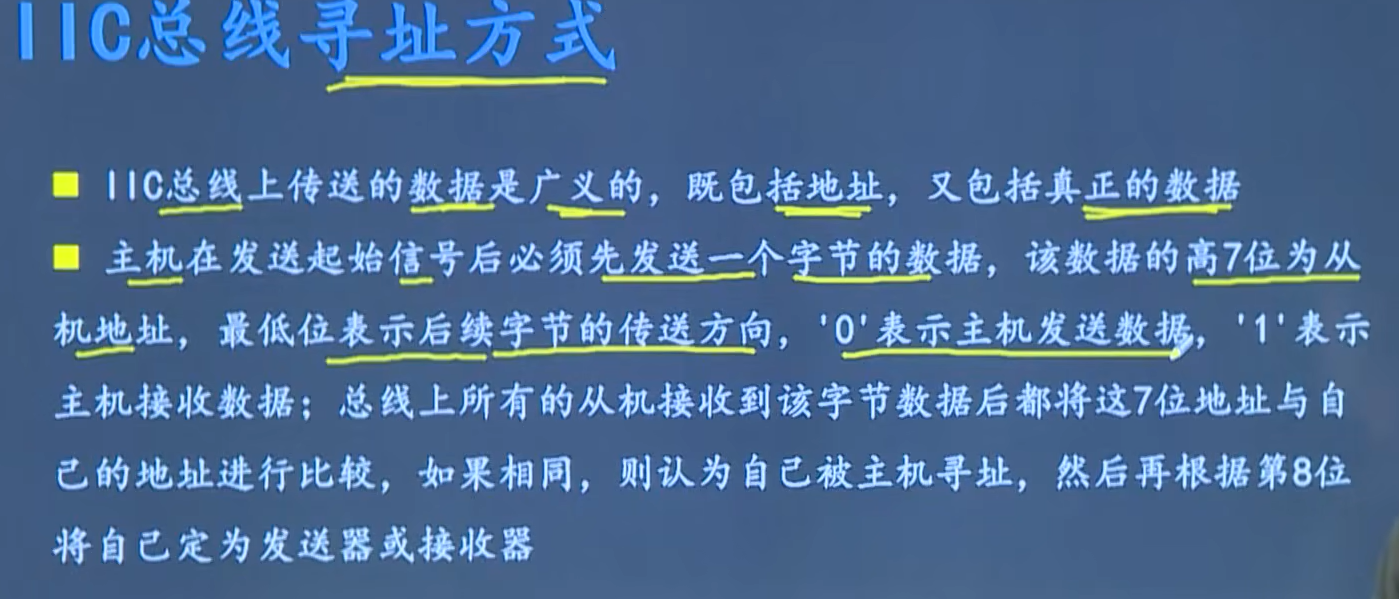 IIC总线寻址方式
IIC总线上传送的数据是广义的，既包括地址，又包括真正的数据
主机在发送起始信号后必须先发送一个字节的数据，该数据的高7位为从
机地址，最低位表示后续字节的传送方向，'0'表示主机发送数据，'1'表示
主机接收数据；总线上所有的从机接收到该字节数据后都将这7位地址与自
己的地址进行比较，如果相同，则认为自己被主机寻址，然后再根据第8位
将自己定为发送器或接收器